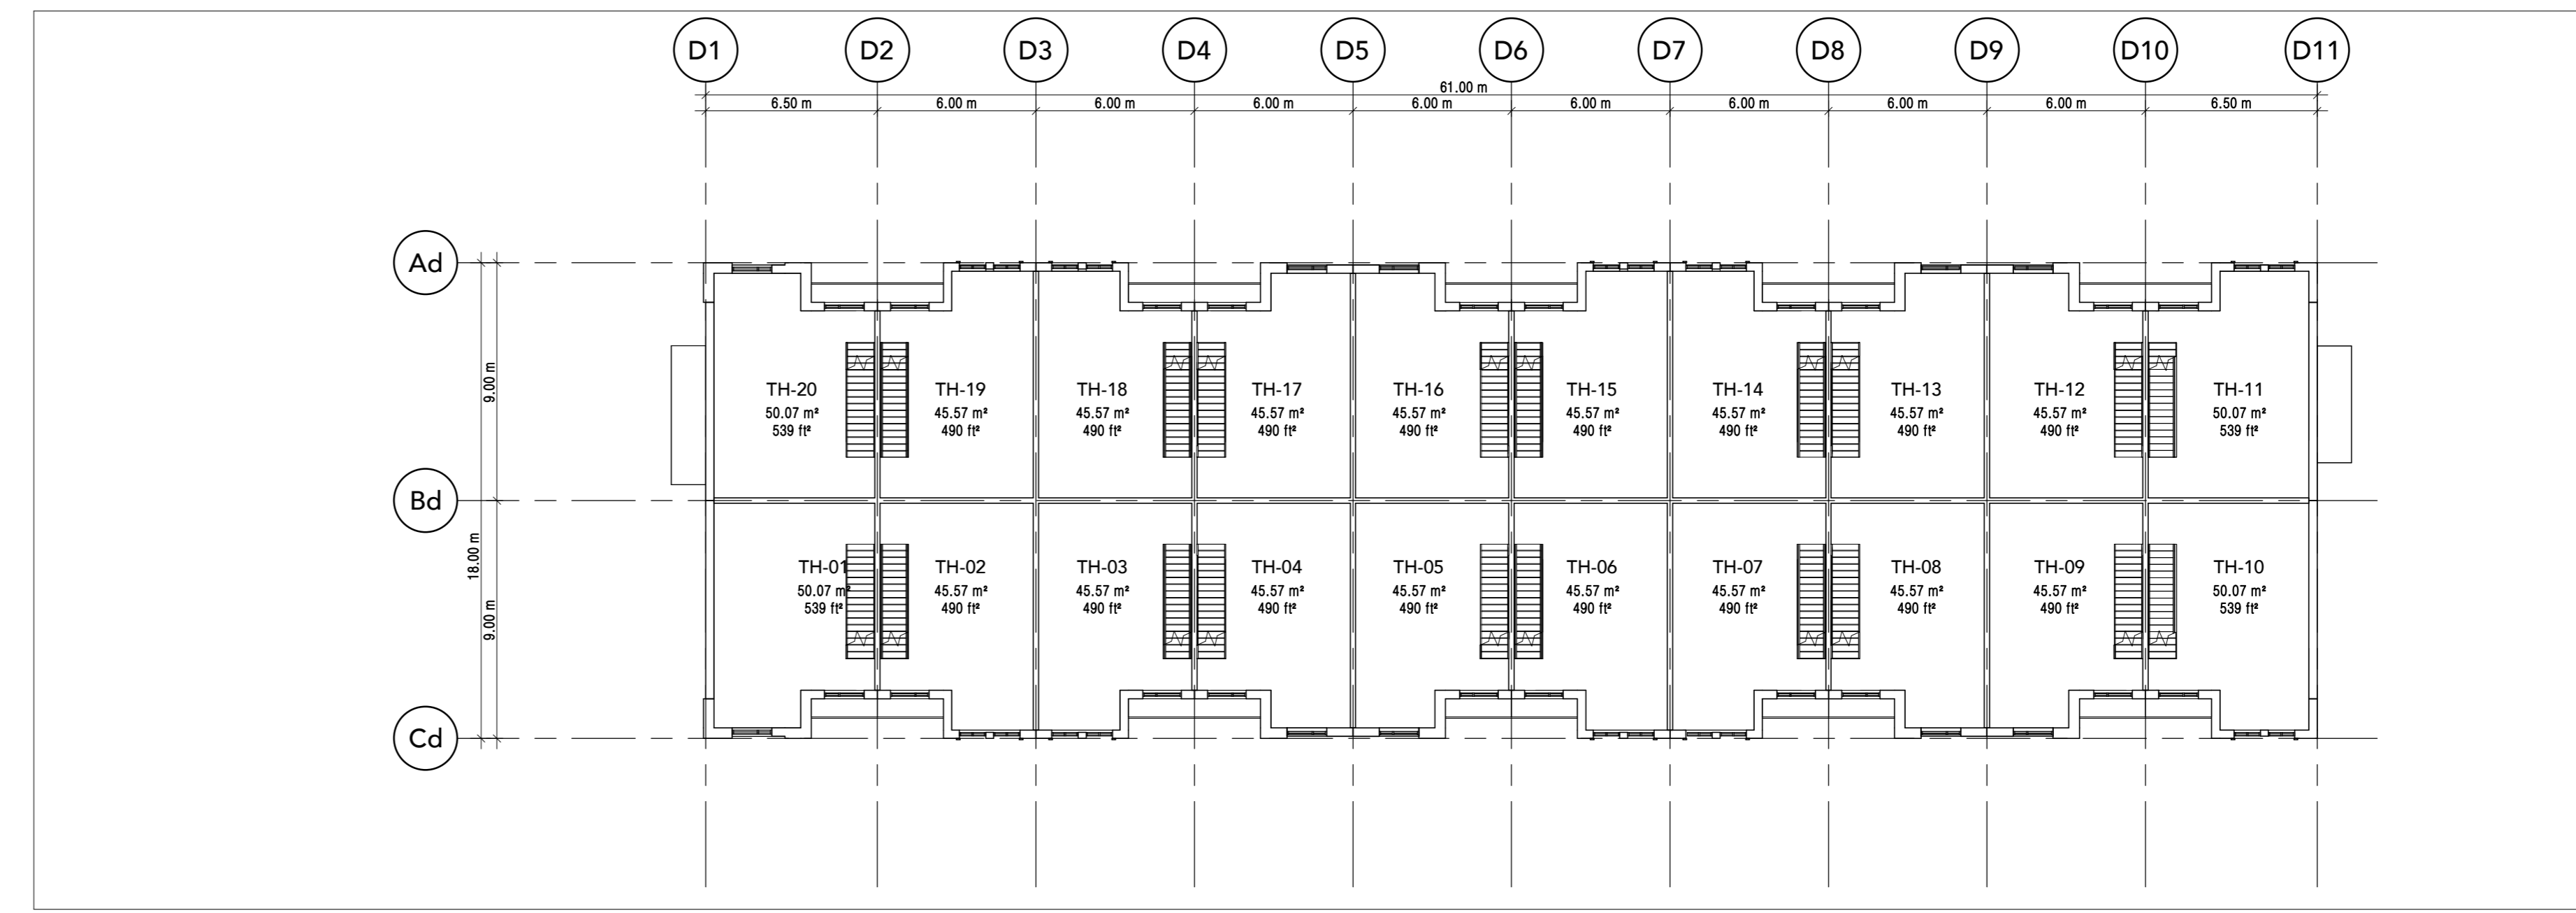 D1 D2 D3 D4 D5 D6 D7 D8 D9 D10 D11
61.00 m
6.50 m 6.00 m 6.00 m 6.00 m 6.00 m 6.00 m 6.00 m 6.00 m 6.00 m 6.50 m
Ad
9.00 m
TH-20 TH-19 TH-18 TH-17 TH-16 TH-15 TH-14 TH-13 TH-12 TH-11
50.07 m² 45.57 m² 45.57 m² 45.57 m² 45.57 m² 45.57 m² 45.57 m² 45.57 m² 45.57 m² 50.07 m²
539 ft² 490 ft² 490 ft² 490 ft² 490 ft² 490 ft² 490 ft² 490 ft² 490 ft² 539 ft²
Bd
18.00 m
TH-01 TH-02 TH-03 TH-04 TH-05 TH-06 TH-07 TH-08 TH-09 TH-10
50.07 m² 45.57 m² 45.57 m² 45.57 m² 45.57 m² 45.57 m² 45.57 m² 45.57 m² 45.57 m² 50.07 m²
539 ft² 490 ft² 490 ft² 490 ft² 490 ft² 490 ft² 490 ft² 490 ft² 490 ft² 539 ft²
9.00 m
Cd